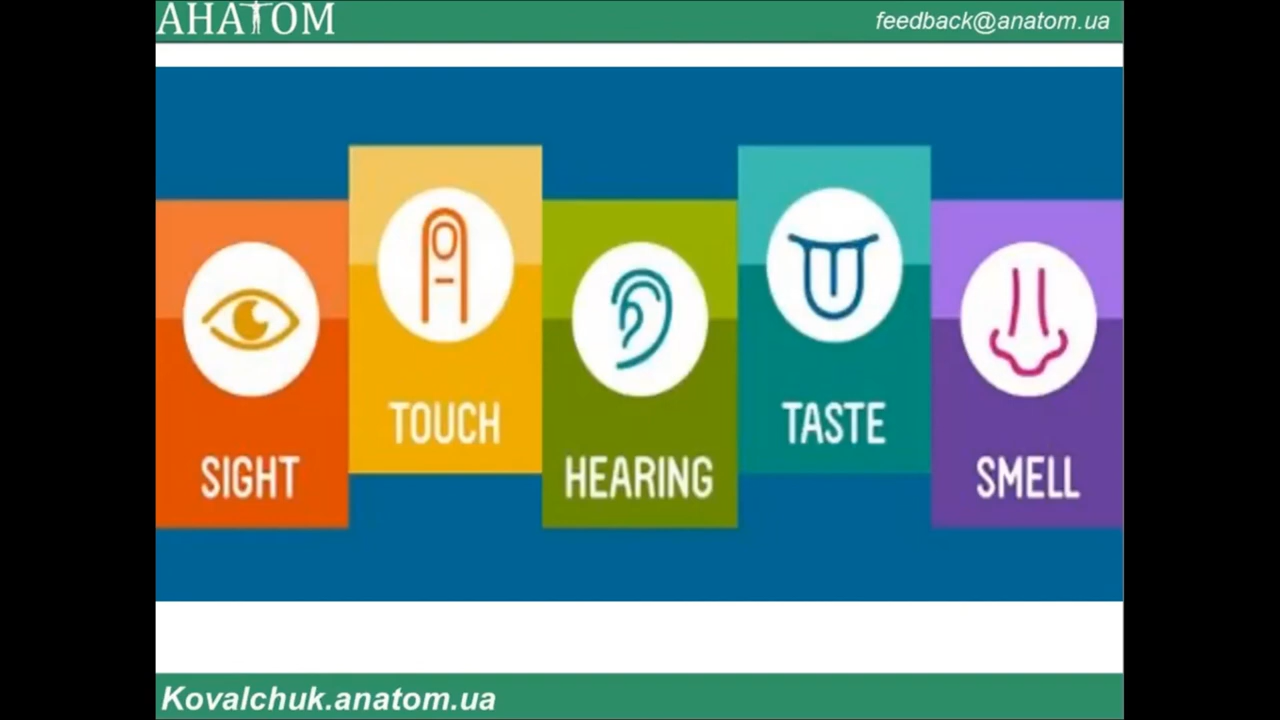 АНАТОМ
feedback@anatom.ua
SIGHT
TOUCH
HEARING
TASTE
SMELL
Kovalchuk.anatom.ua